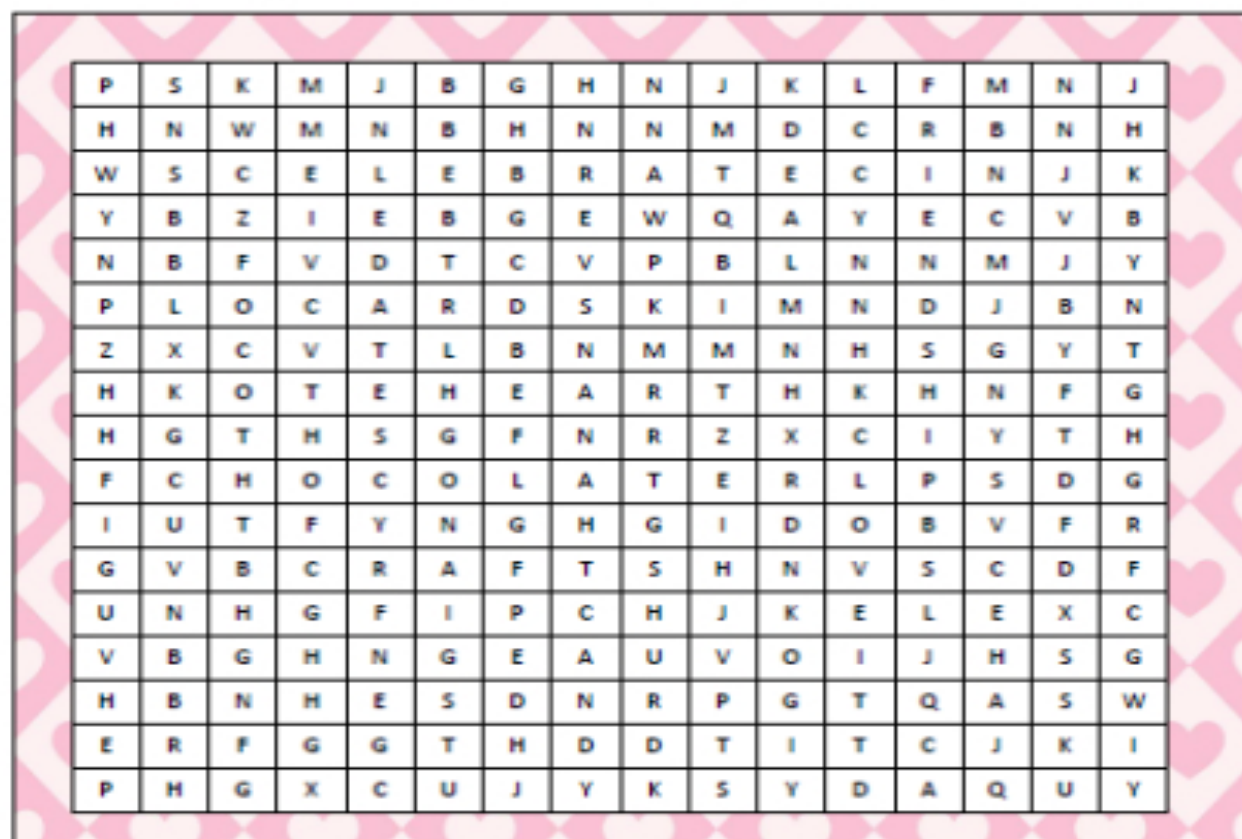 P S K M J B G H N J K L F M N J
H N W M N B H N N M D C R B N H
W S C E L E B R A T E C I N J K
Y B Z I E B G E W Q A Y E C V B
N B F V D T C V P B L N N M J Y
P L O C A R D S K I M N D J B N
Z X C V T L B N M M N H S G Y T
H K O T E H E A R T H K H N F G
H G T H S G F N R Z X C I Y T H
F C H O C O L A T E R L P S D G
I U T F Y N G H G I D O B V F R
G V B C R A F T S H N V S C D F
U N H G F I P C H J K E L E X C
V B G H N G E A U V O I J H S G
H B N H E S D N R P G T Q A S W
E R F G G T H D D T I T C J K I
P H G X C U J Y K S Y D A Q U Y